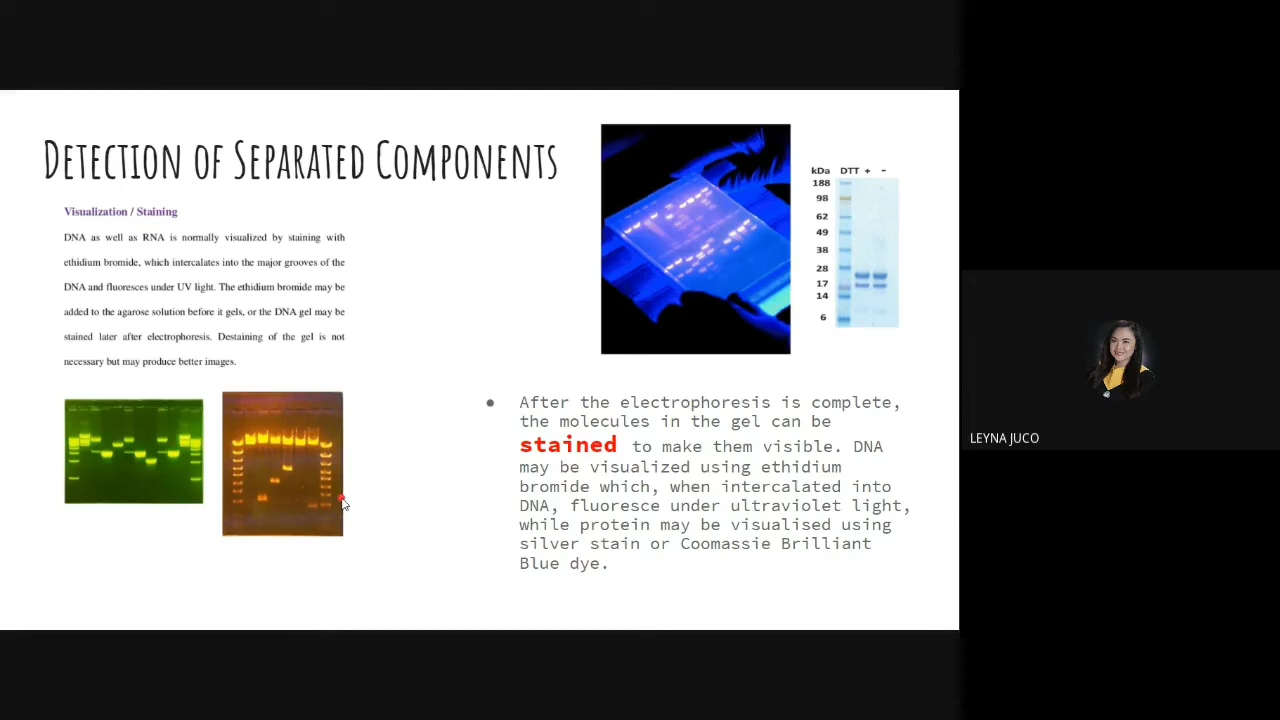 DETECTION OF SEPARATED COMPONENTS
Visualization / Staining
DNA as well as RNA is normally visualized by staining with
ethidium bromide, which intercalates into the major grooves of the
DNA and fluoresces under UV light. The ethidium bromide may be
added to the agarose solution before it gels, or the DNA gel may be
stained later after electrophoresis. Destaining of the gel is not
necessary but may produce better images.
kDa DTT + -
188
98
62
49
38
28
17
14
6
After the electrophoresis is complete,
the molecules in the gel can be
stained to make them visible. DNA
may be visualized using ethidium
bromide which, when intercalated into
DNA, fluoresce under ultraviolet light,
while protein may be visualised using
silver stain or Coomassie Brilliant
Blue dye.
LEYNA JUCO